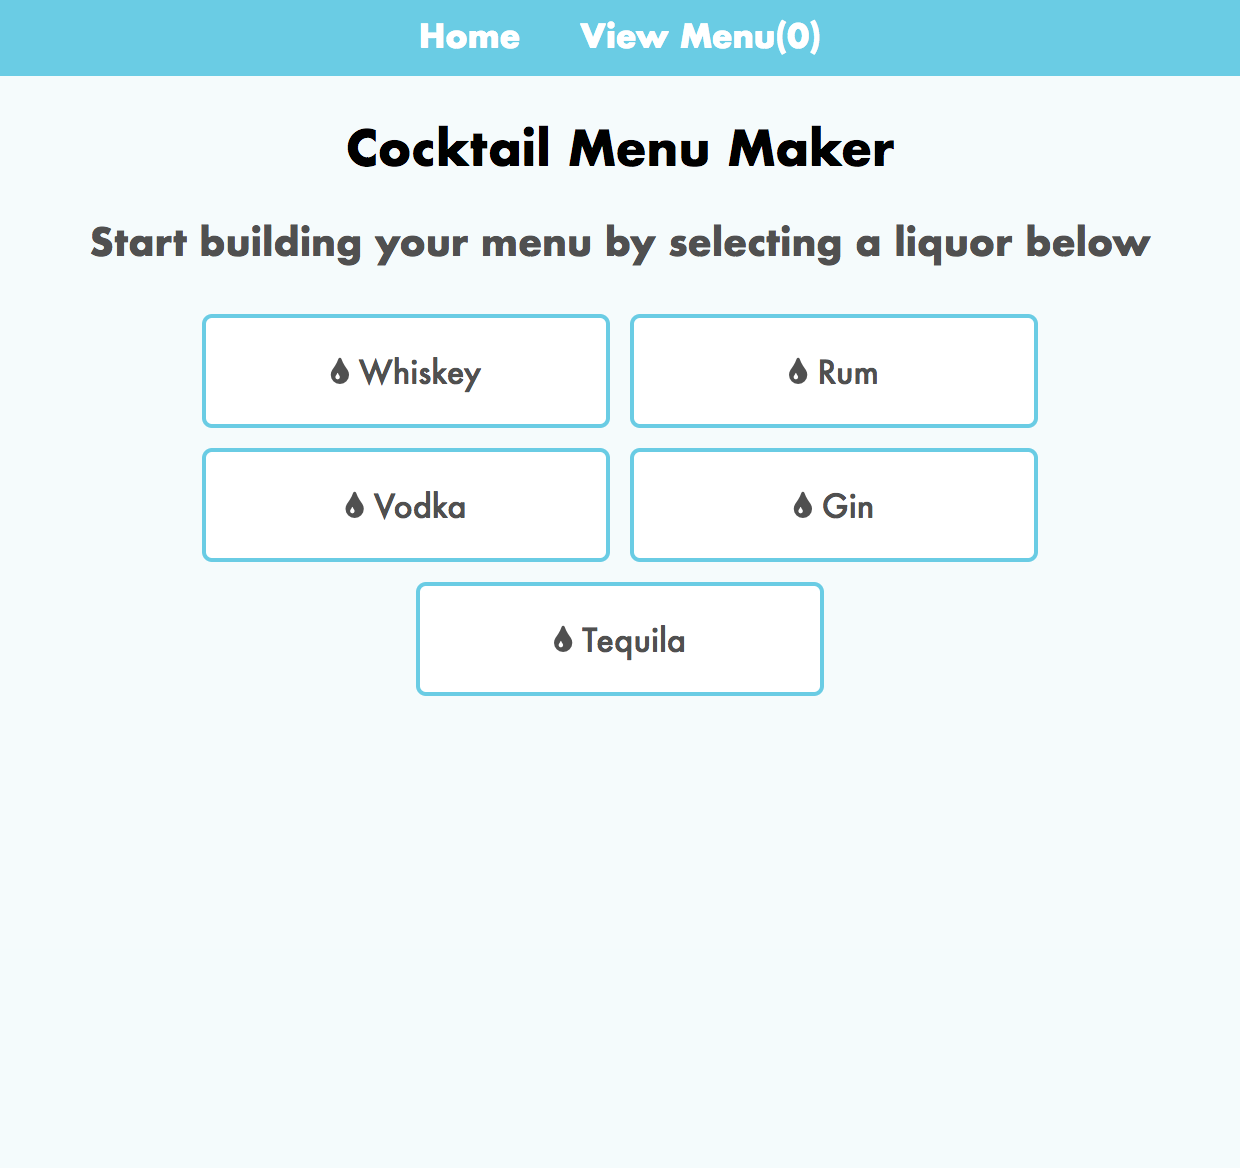 Home View Menu(0)
Cocktail Menu Maker
Start building your menu by selecting a liquor below
Whiskey Rum
Vodka Gin
Tequila